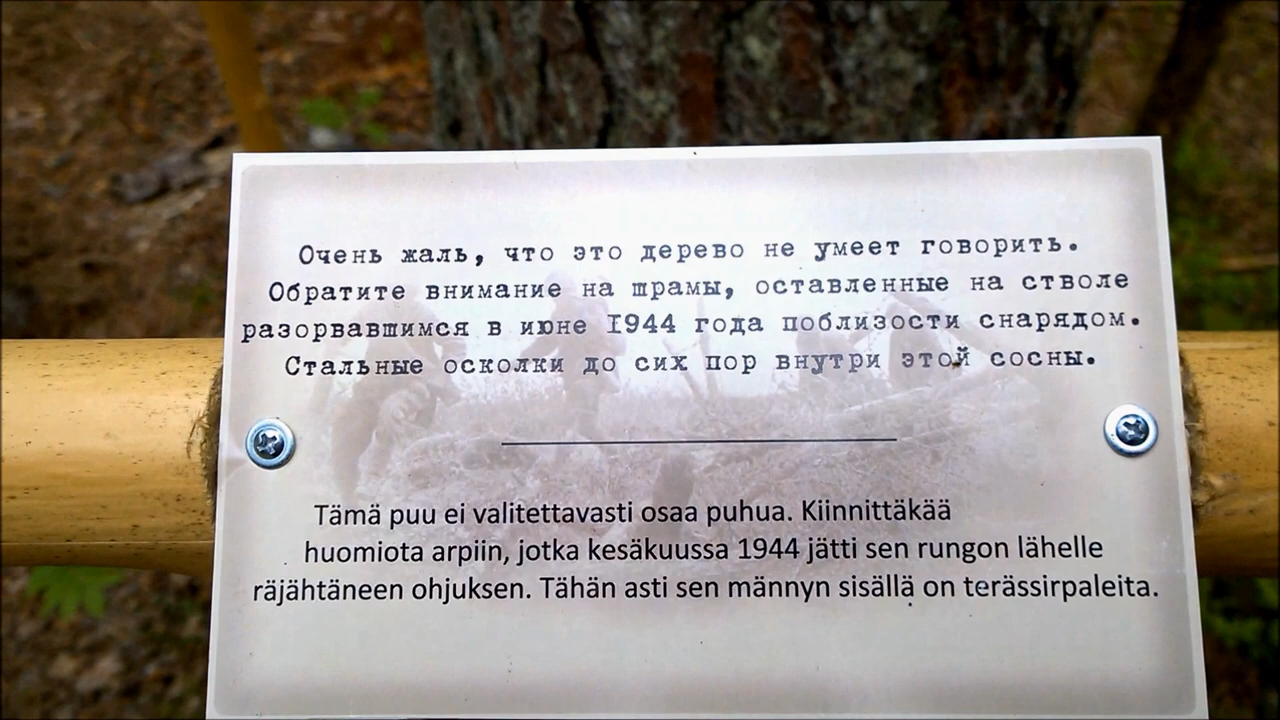 Очень жаль, что это дерево не умеет говорить.
Обратите внимание на шрамы, оставленные на стволе
разорвавшимся в июне 1944 года поблизости снарядом.
Стальные осколки до сих пор внутри этой сосны.
Tämä puu ei valitettavasti osaa puhua. Kiinnittäkää
huomiota arpiin, jotka kesäkuussa 1944 jätti sen rungon lähelle
räjähtäneen ohjuksen. Tähän asti sen männyn sisällä on terässirpaleita.